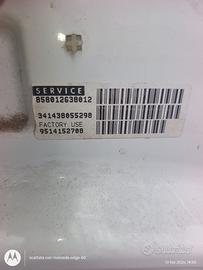 SERVICE
858012638012
341438055298
FACTORY USE
9514152708
scattata con motorola edge 40